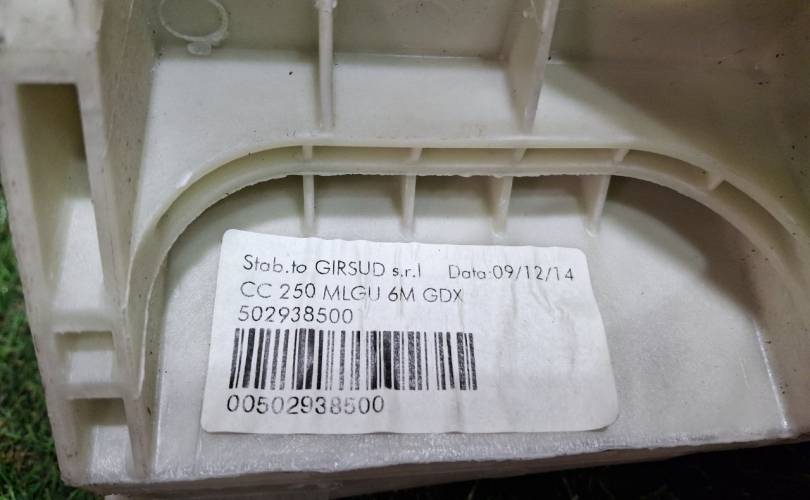 Stab.to GIRSUD s.r.l Data:09/12/14
CC 250 MLGU 6M GDX
502938500
00502938500